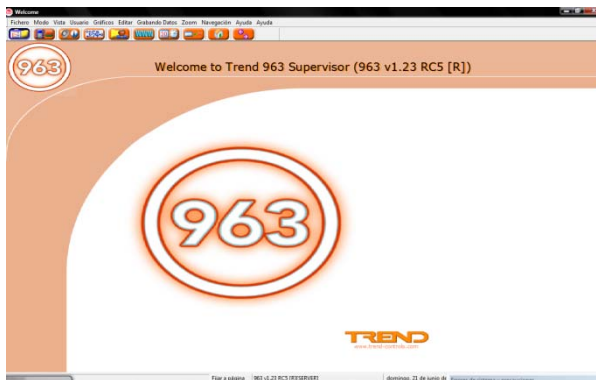 Welcome
Fichero Modo Vista Usuario Gráficos Editar Grabando Datos Zoom Navegación Ayuda Ayuda
WWW
963
Welcome to Trend 963 Supervisor (963 v1.23 RC5 [R])
963
TREND
www.trend-controls.com
Fijar a página 963 v1.23 RC5 [R]SERVER] domingo, 21 de junio de